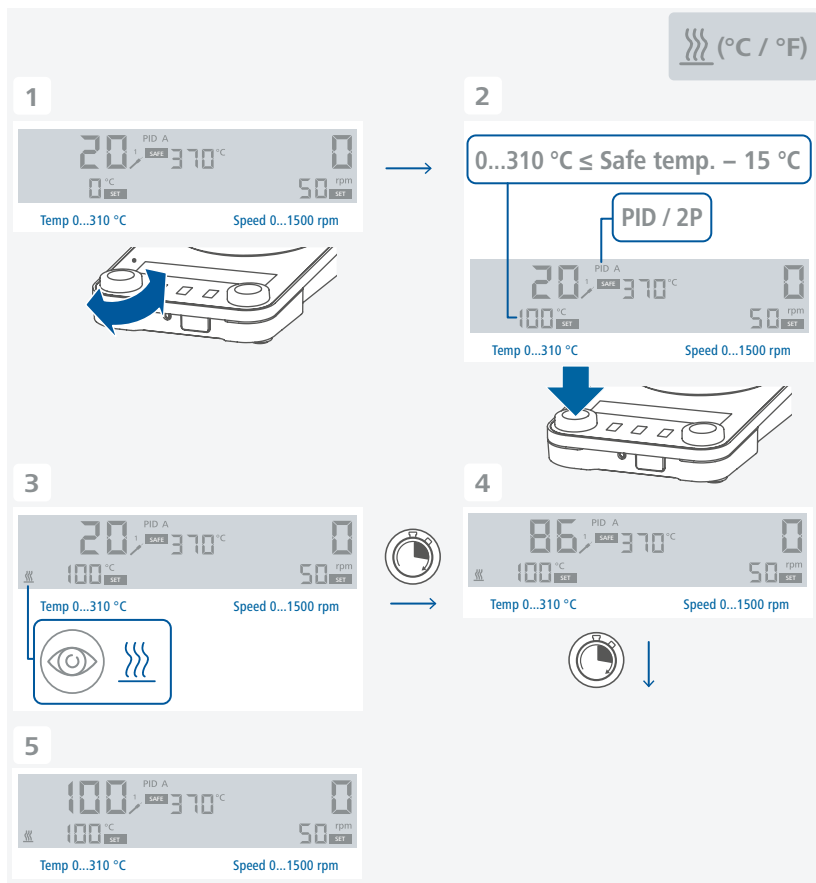 (°C / °F)
1
20 1 PID A SAFE 370 °C 0
0 °C SET 50 rpm SET
Temp 0...310 °C Speed 0...1500 rpm
2
0...310 °C ≤ Safe temp. – 15 °C
PID / 2P
20 1 PID A SAFE 370 °C 0
100 °C SET 50 rpm SET
Temp 0...310 °C Speed 0...1500 rpm
3
20 1 PID A SAFE 370 °C 0
100 °C SET 50 rpm SET
Temp 0...310 °C Speed 0...1500 rpm
4
86 1 PID A SAFE 370 °C 0
100 °C SET 50 rpm SET
Temp 0...310 °C Speed 0...1500 rpm
5
100 1 PID A SAFE 370 °C 0
100 °C SET 50 rpm SET
Temp 0...310 °C Speed 0...1500 rpm